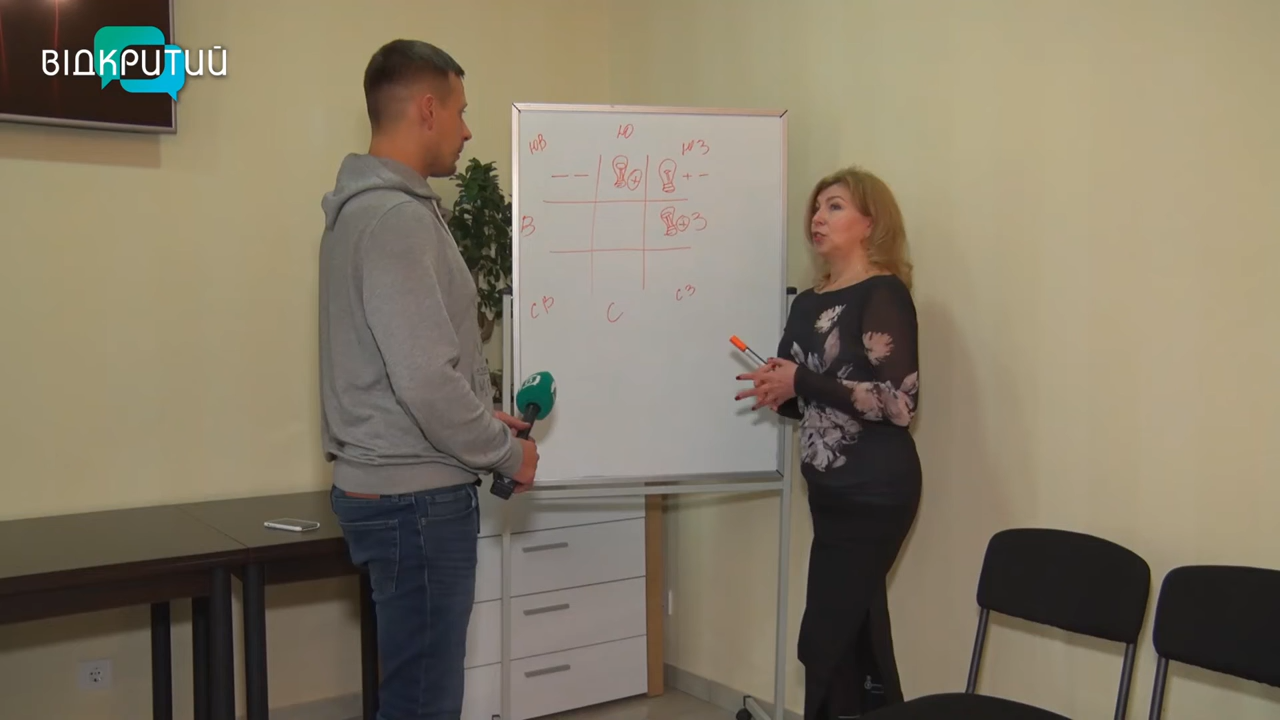 ВІДКРИТИЙ
ЮВ Ю ЮЗ
-- + + -
В + З
СВ С СЗ